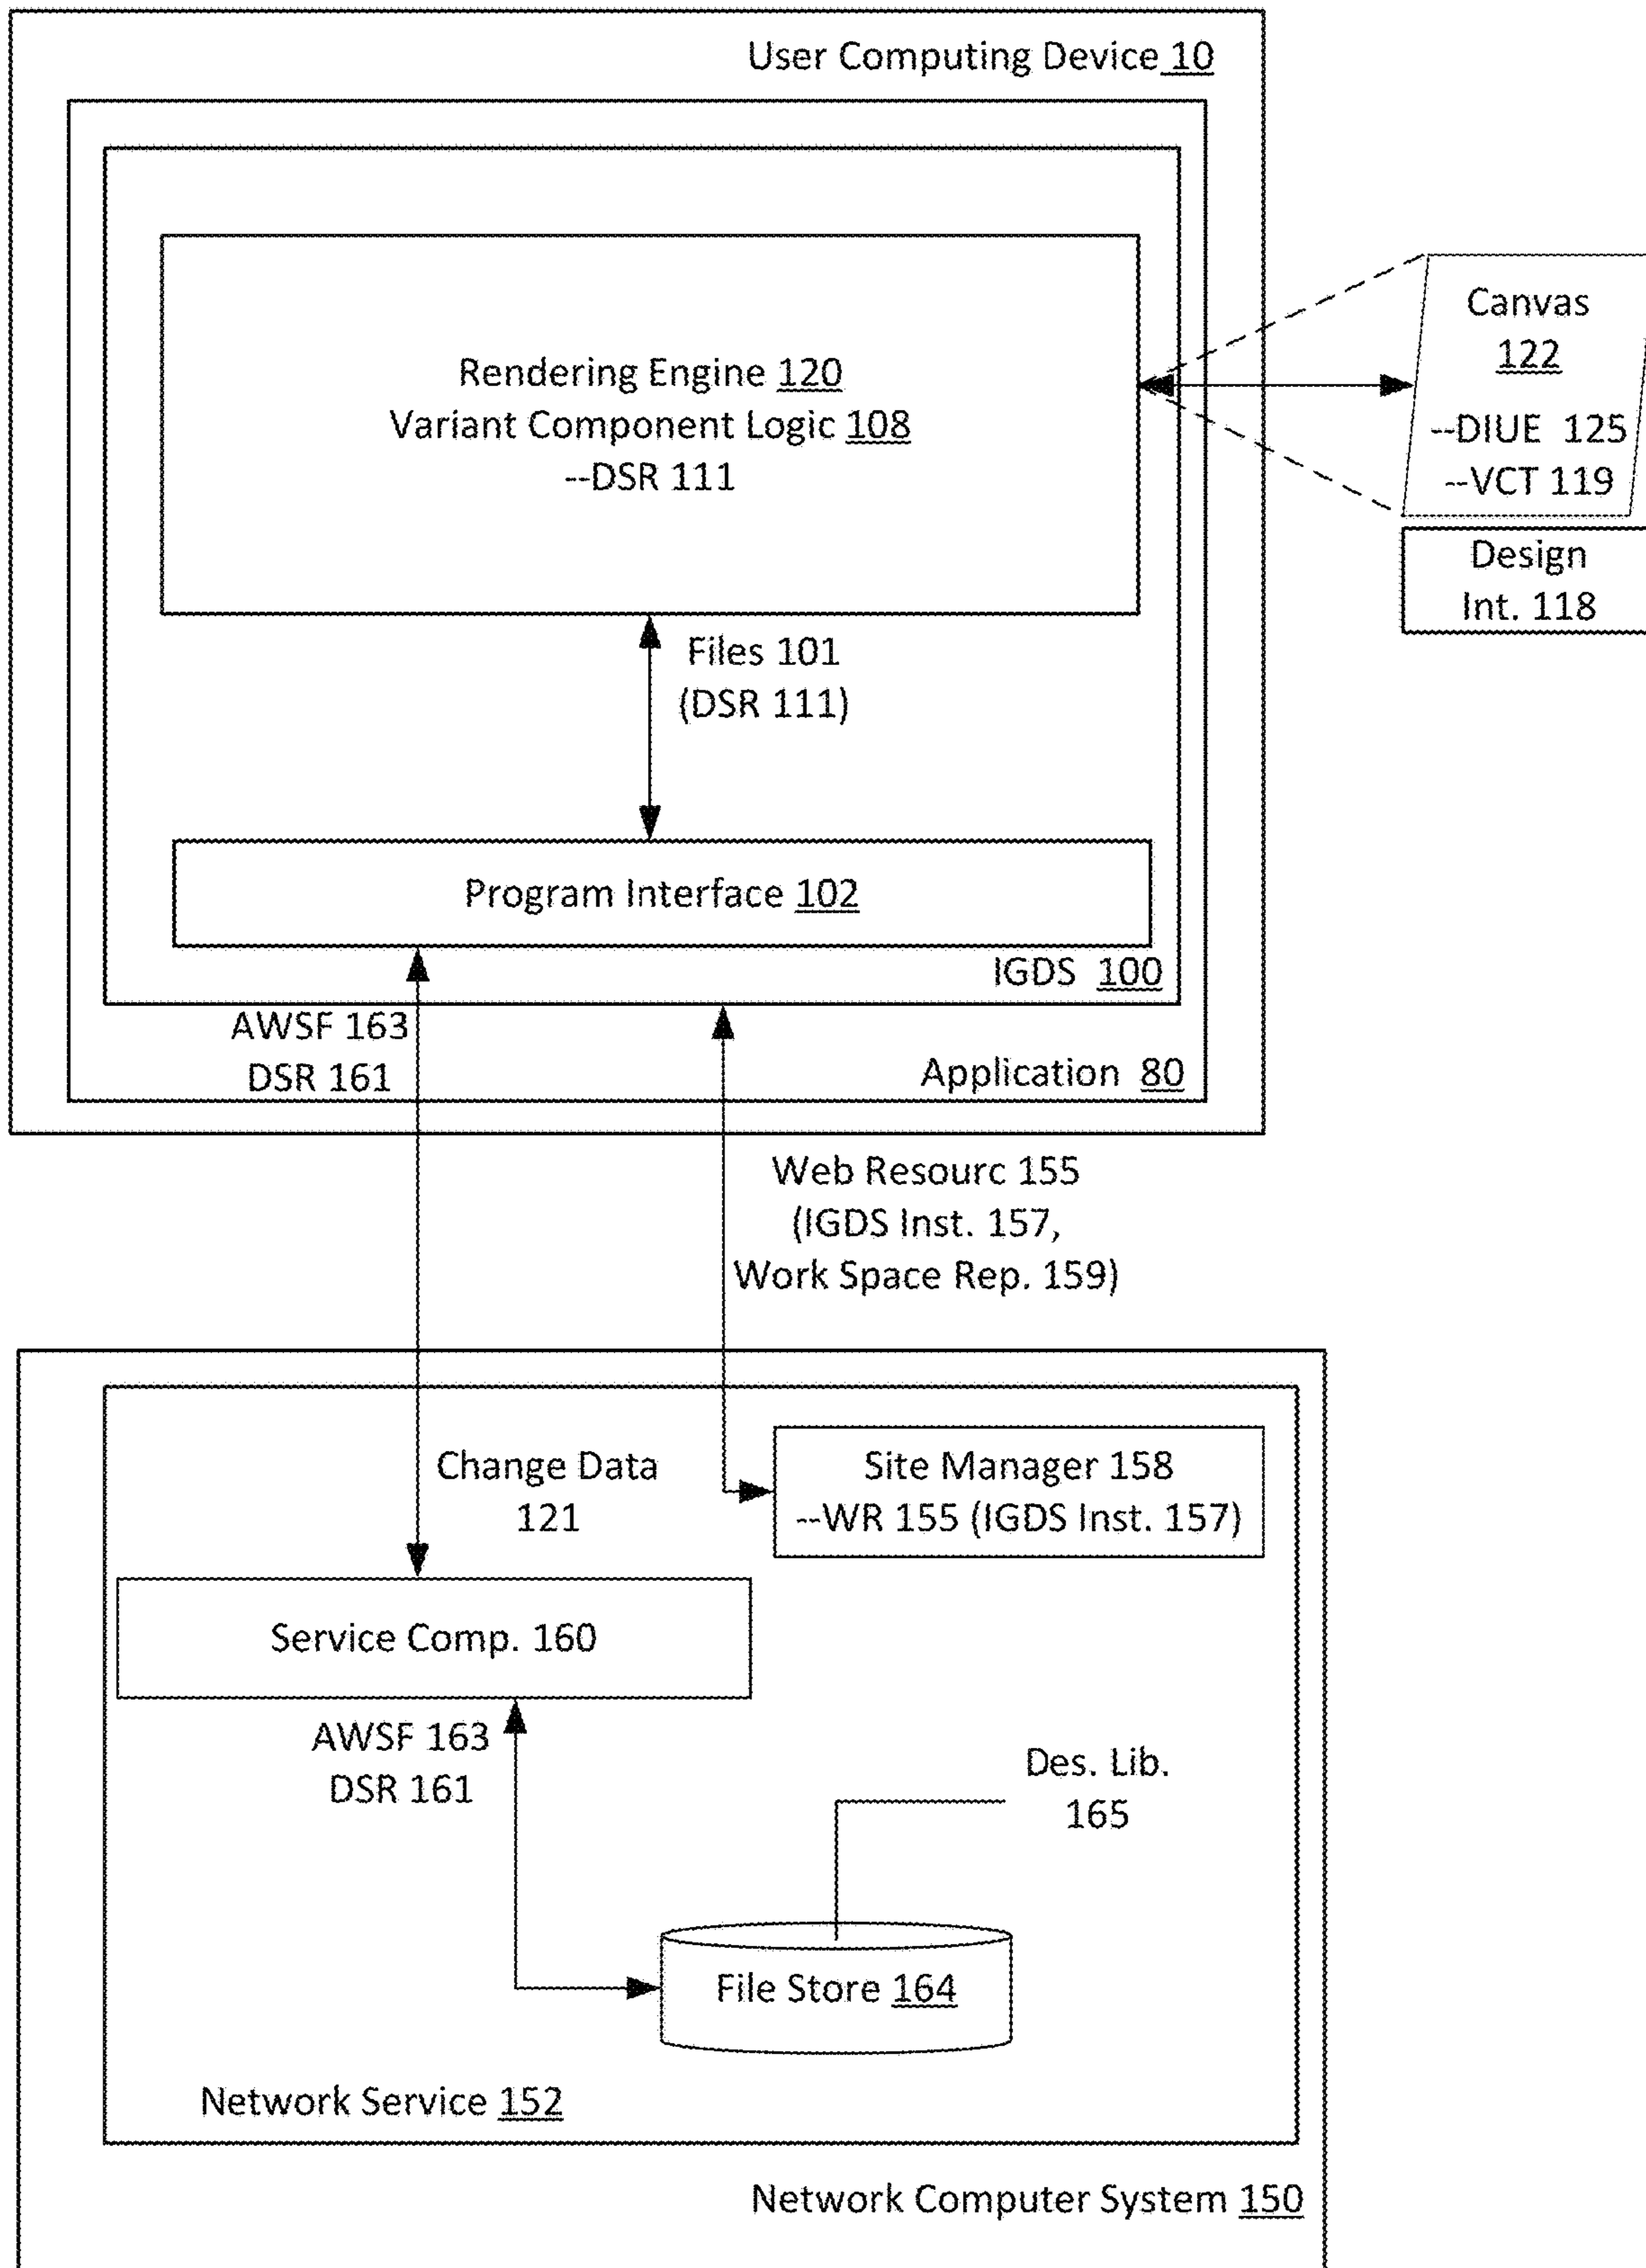 User Computing Device 10
Canvas
122
--DIUE 125
--VCT 119
Design
Int. 118
Rendering Engine 120
Variant Component Logic 108
--DSR 111
Files 101
(DSR 111)
Program Interface 102
IGDS 100
AWSF 163
DSR 161
Application 80
Web Resourc 155
(IGDS Inst. 157,
Work Space Rep. 159)
Change Data
121
Site Manager 158
--WR 155 (IGDS Inst. 157)
Service Comp. 160
AWSF 163
DSR 161
Des. Lib.
165
File Store 164
Network Service 152
Network Computer System 150